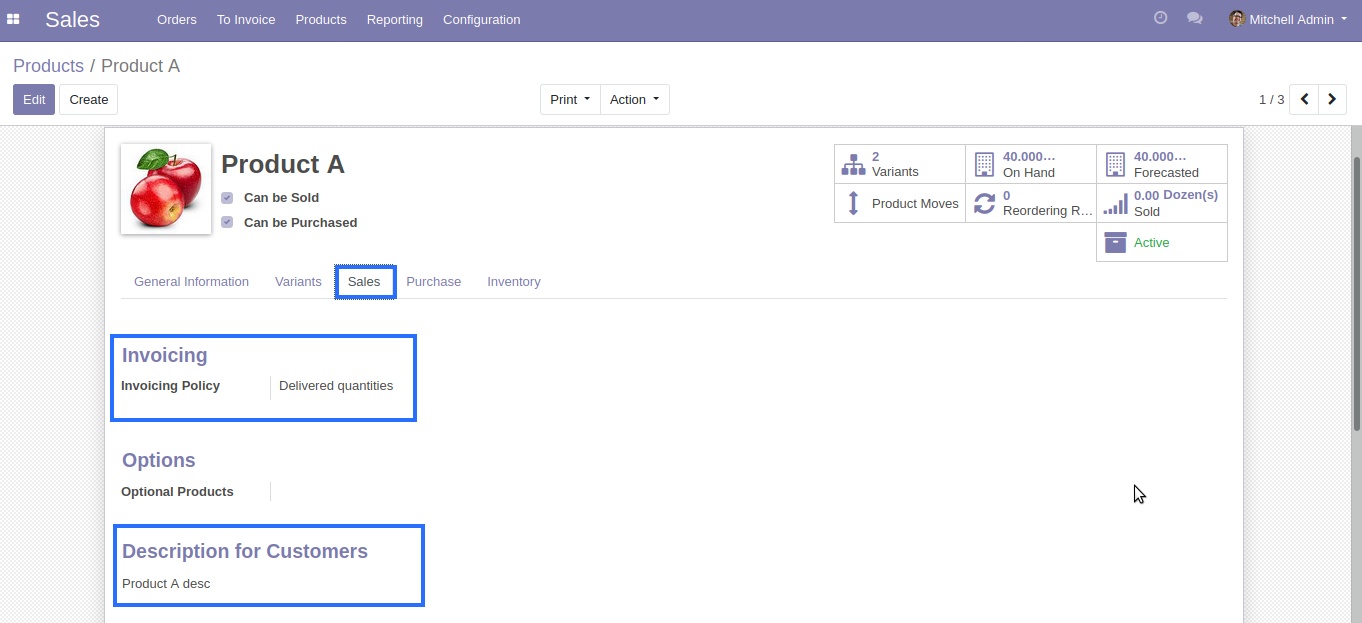 Sales Orders To Invoice Products Reporting Configuration Mitchell Admin
Products / Product A
Edit Create Print Action 1 / 3
Product A
Can be Sold
Can be Purchased
2 Variants
40.000... On Hand
40.000... Forecasted
Product Moves
0 Reordering R...
0.00 Dozen(s) Sold
Active
General Information Variants Sales Purchase Inventory
Invoicing
Invoicing Policy Delivered quantities
Options
Optional Products
Description for Customers
Product A desc